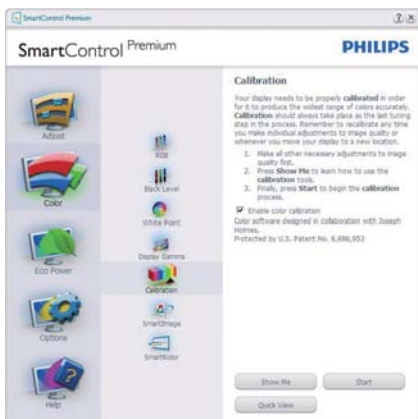 SmartControl Premium
SmartControl Premium
PHILIPS
Adjust
Color
Eco Power
Options
Help
RGB
Black Level
White Point
Display Gamma
Calibration
SmartImage
SmartKolor
Calibration
Your display needs to be properly calibrated in order
for it to produce the widest range of colors accurately.
Calibration should always take place as the last tuning
step in the process. Remember to recalibrate any time
you make individual adjustments to image quality or
whenever you move your display to a new location.
1. Make all other necessary adjustments to image
quality first.
2. Press Show Me to learn how to use the
calibration tools.
3. Finally, press Start to begin the calibration
process.
Enable color calibration
Color software designed in collaboration with Joseph
Holmes.
Protected by U.S. Patent No. 6,686,953
Show Me
Start
Quick View